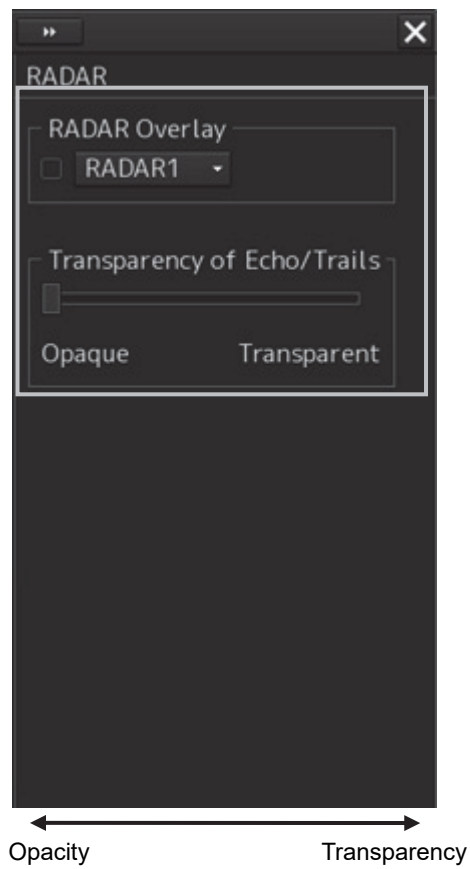 RADAR
RADAR Overlay
RADAR1
Transparency of Echo/Trails
Opaque Transparent
Opacity Transparency